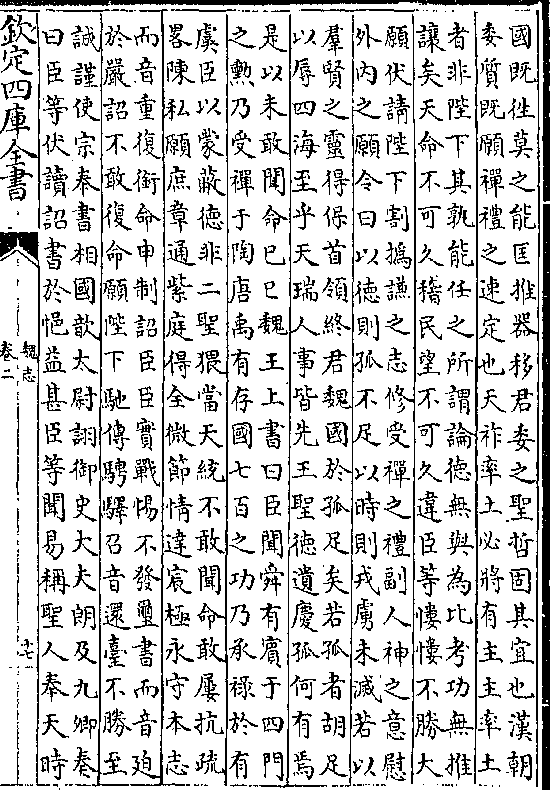 國既徃莫之能匡推器移君委之聖哲固其宜也漢朝
委質既願禪禮之速定也天祚率土必將有主主率土
者非陛下其孰能任之所謂論德無與為比考功無推
讓矣天命不可久稽民望不可久違臣等慺慺不勝大
願伏請陛下割撝謙之志修受禪之禮副人神之意慰
外内之願令曰以德則孤不足以時則戎虜未滅若以
羣賢之靈得保首領終君魏國於孤足矣若孤者胡足
以辱四海至乎天瑞人事皆先王聖德遺慶孤何有焉
是以未敢聞命已巳魏王上書曰臣聞舜有賓于四門
之勲乃受禪于陶唐禹有存國七百之功乃承禄於有
虞臣以蒙蔽德非二聖猥當天統不敢聞命敢屢抗疏
畧陳私願庶章通紫庭得全微節情違宸極永守本志
而音重復銜命申制詔臣臣實戰惕不發璽書而音廹
於嚴詔不敢復命願陛下馳傳騁驛召音還臺不勝至
誠謹使宗奉書相國歆太尉詡御史大夫朗及九卿奏
曰臣等伏讀詔書於悒益甚臣等聞易稱聖人奉天時
欽定四庫全書
魏志
卷二
十七